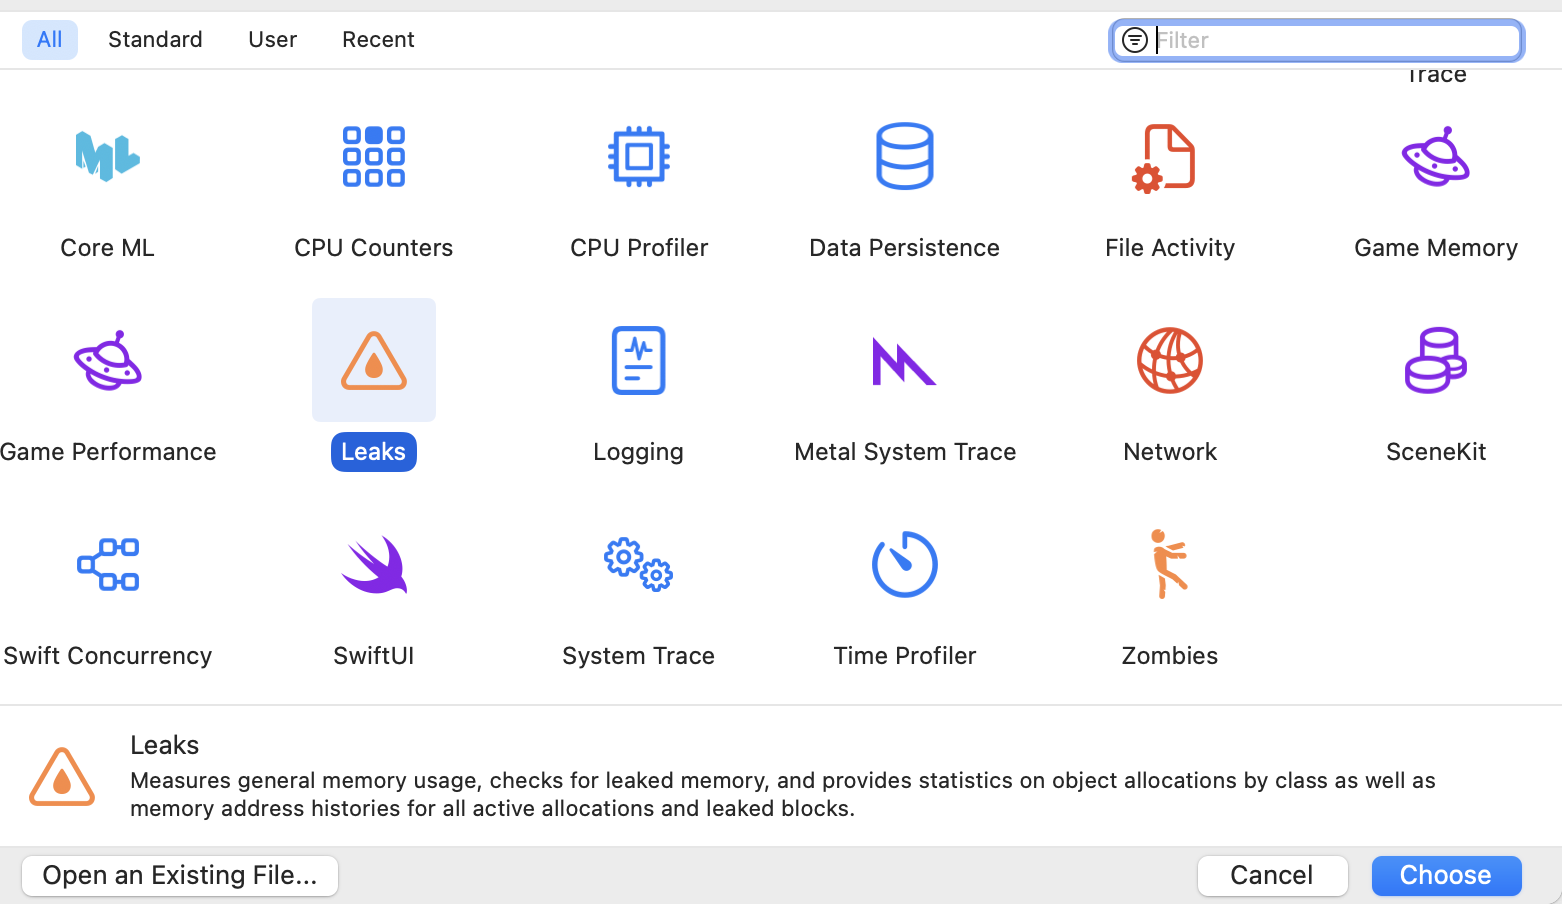 All Standard User Recent Filter
Trace
Core ML CPU Counters CPU Profiler Data Persistence File Activity Game Memory
Game Performance Leaks Logging Metal System Trace Network SceneKit
Swift Concurrency SwiftUI System Trace Time Profiler Zombies
Leaks
Measures general memory usage, checks for leaked memory, and provides statistics on object allocations by class as well as
memory address histories for all active allocations and leaked blocks.
Open an Existing File... Cancel Choose